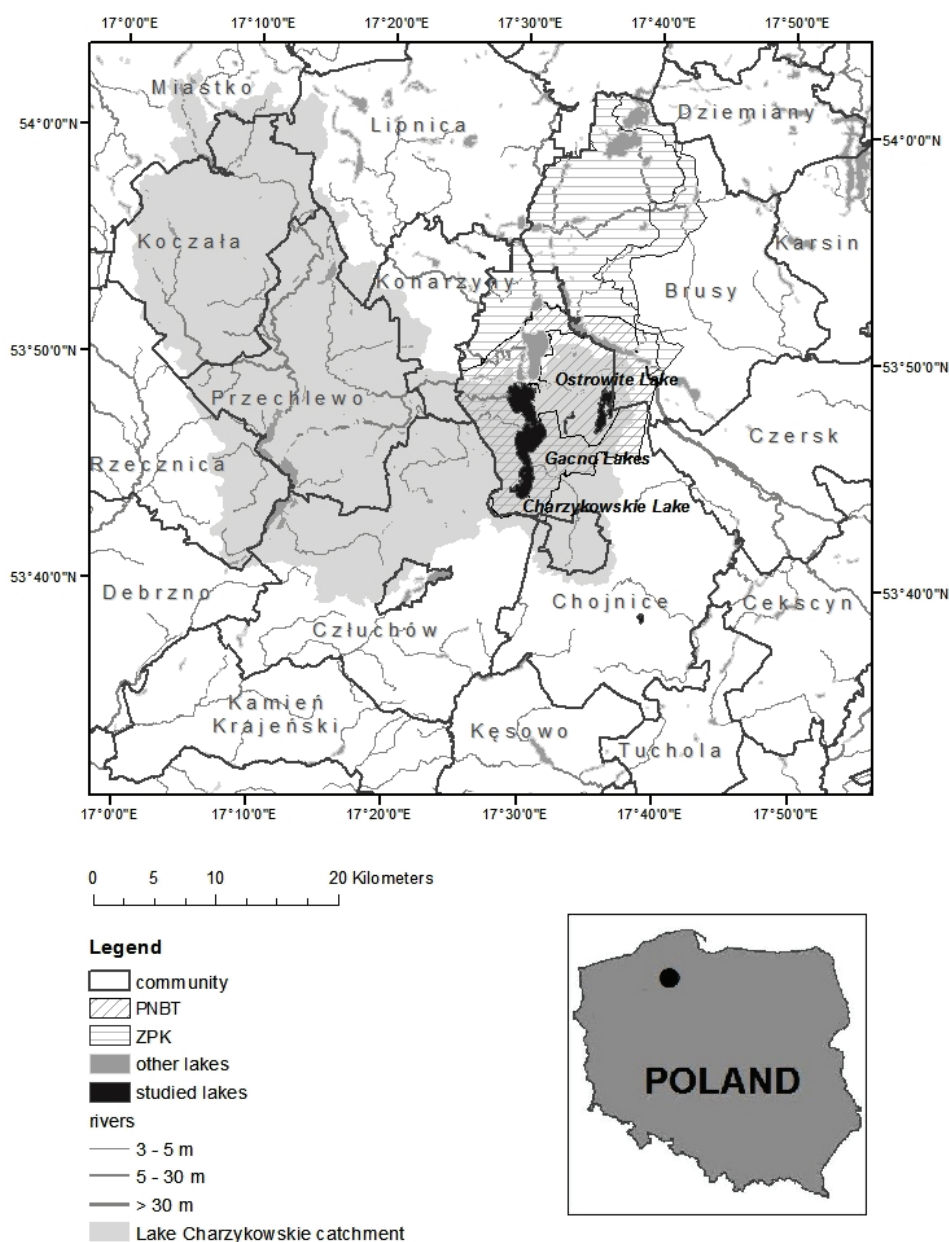 17°0'0"E 17°10'0"E 17°20'0"E 17°30'0"E 17°40'0"E 17°50'0"E
Miastko
Dziemiany
54°0'0"N
Lipnica
54°0'0"N
Koczała
Karsin
Konarzyny
Brusy
53°50'0"N
53°50'0"N
Ostrowite Lake
Przechlewo
Czersk
Rzecznica
Gacno Lakes
Charzykowskie Lake
53°40'0"N
53°40'0"N
Debrzno
Chojnice
Cekscyn
Człuchów
Kamień
Krajeński
Kęsowo
Tuchola
17°0'0"E 17°10'0"E 17°20'0"E 17°30'0"E 17°40'0"E 17°50'0"E
0 5 10 20 Kilometers
Legend
community
PNBT
ZPK
other lakes
studied lakes
rivers
3 - 5 m
5 - 30 m
> 30 m
Lake Charzykowskie catchment
POLAND